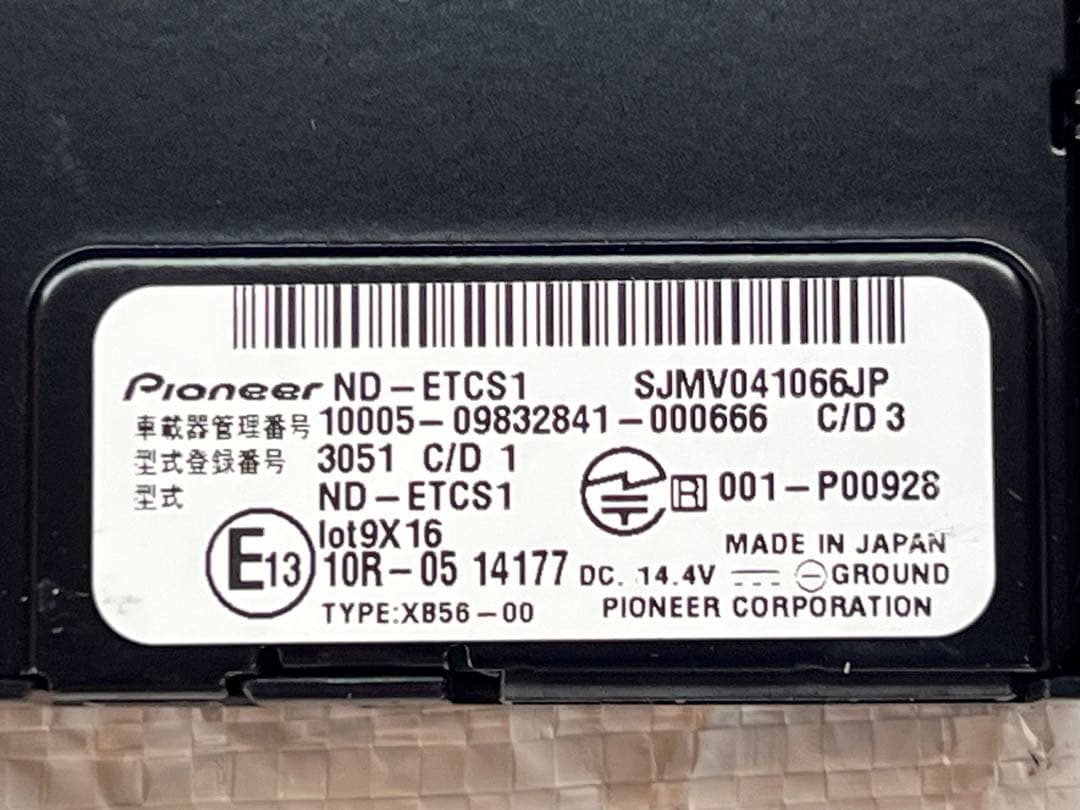 Pioneer ND-ETCS1 SJMV041066JP
車載器管理番号 10005-09832841-000666 C/D 3
型式登録番号 3051 C/D 1
型式 ND-ETCS1
R 001-P00928
lot9X16
E13 10R-05 14177
TYPE:XB56-00
MADE IN JAPAN
DC. 14.4V GROUND
PIONEER CORPORATION